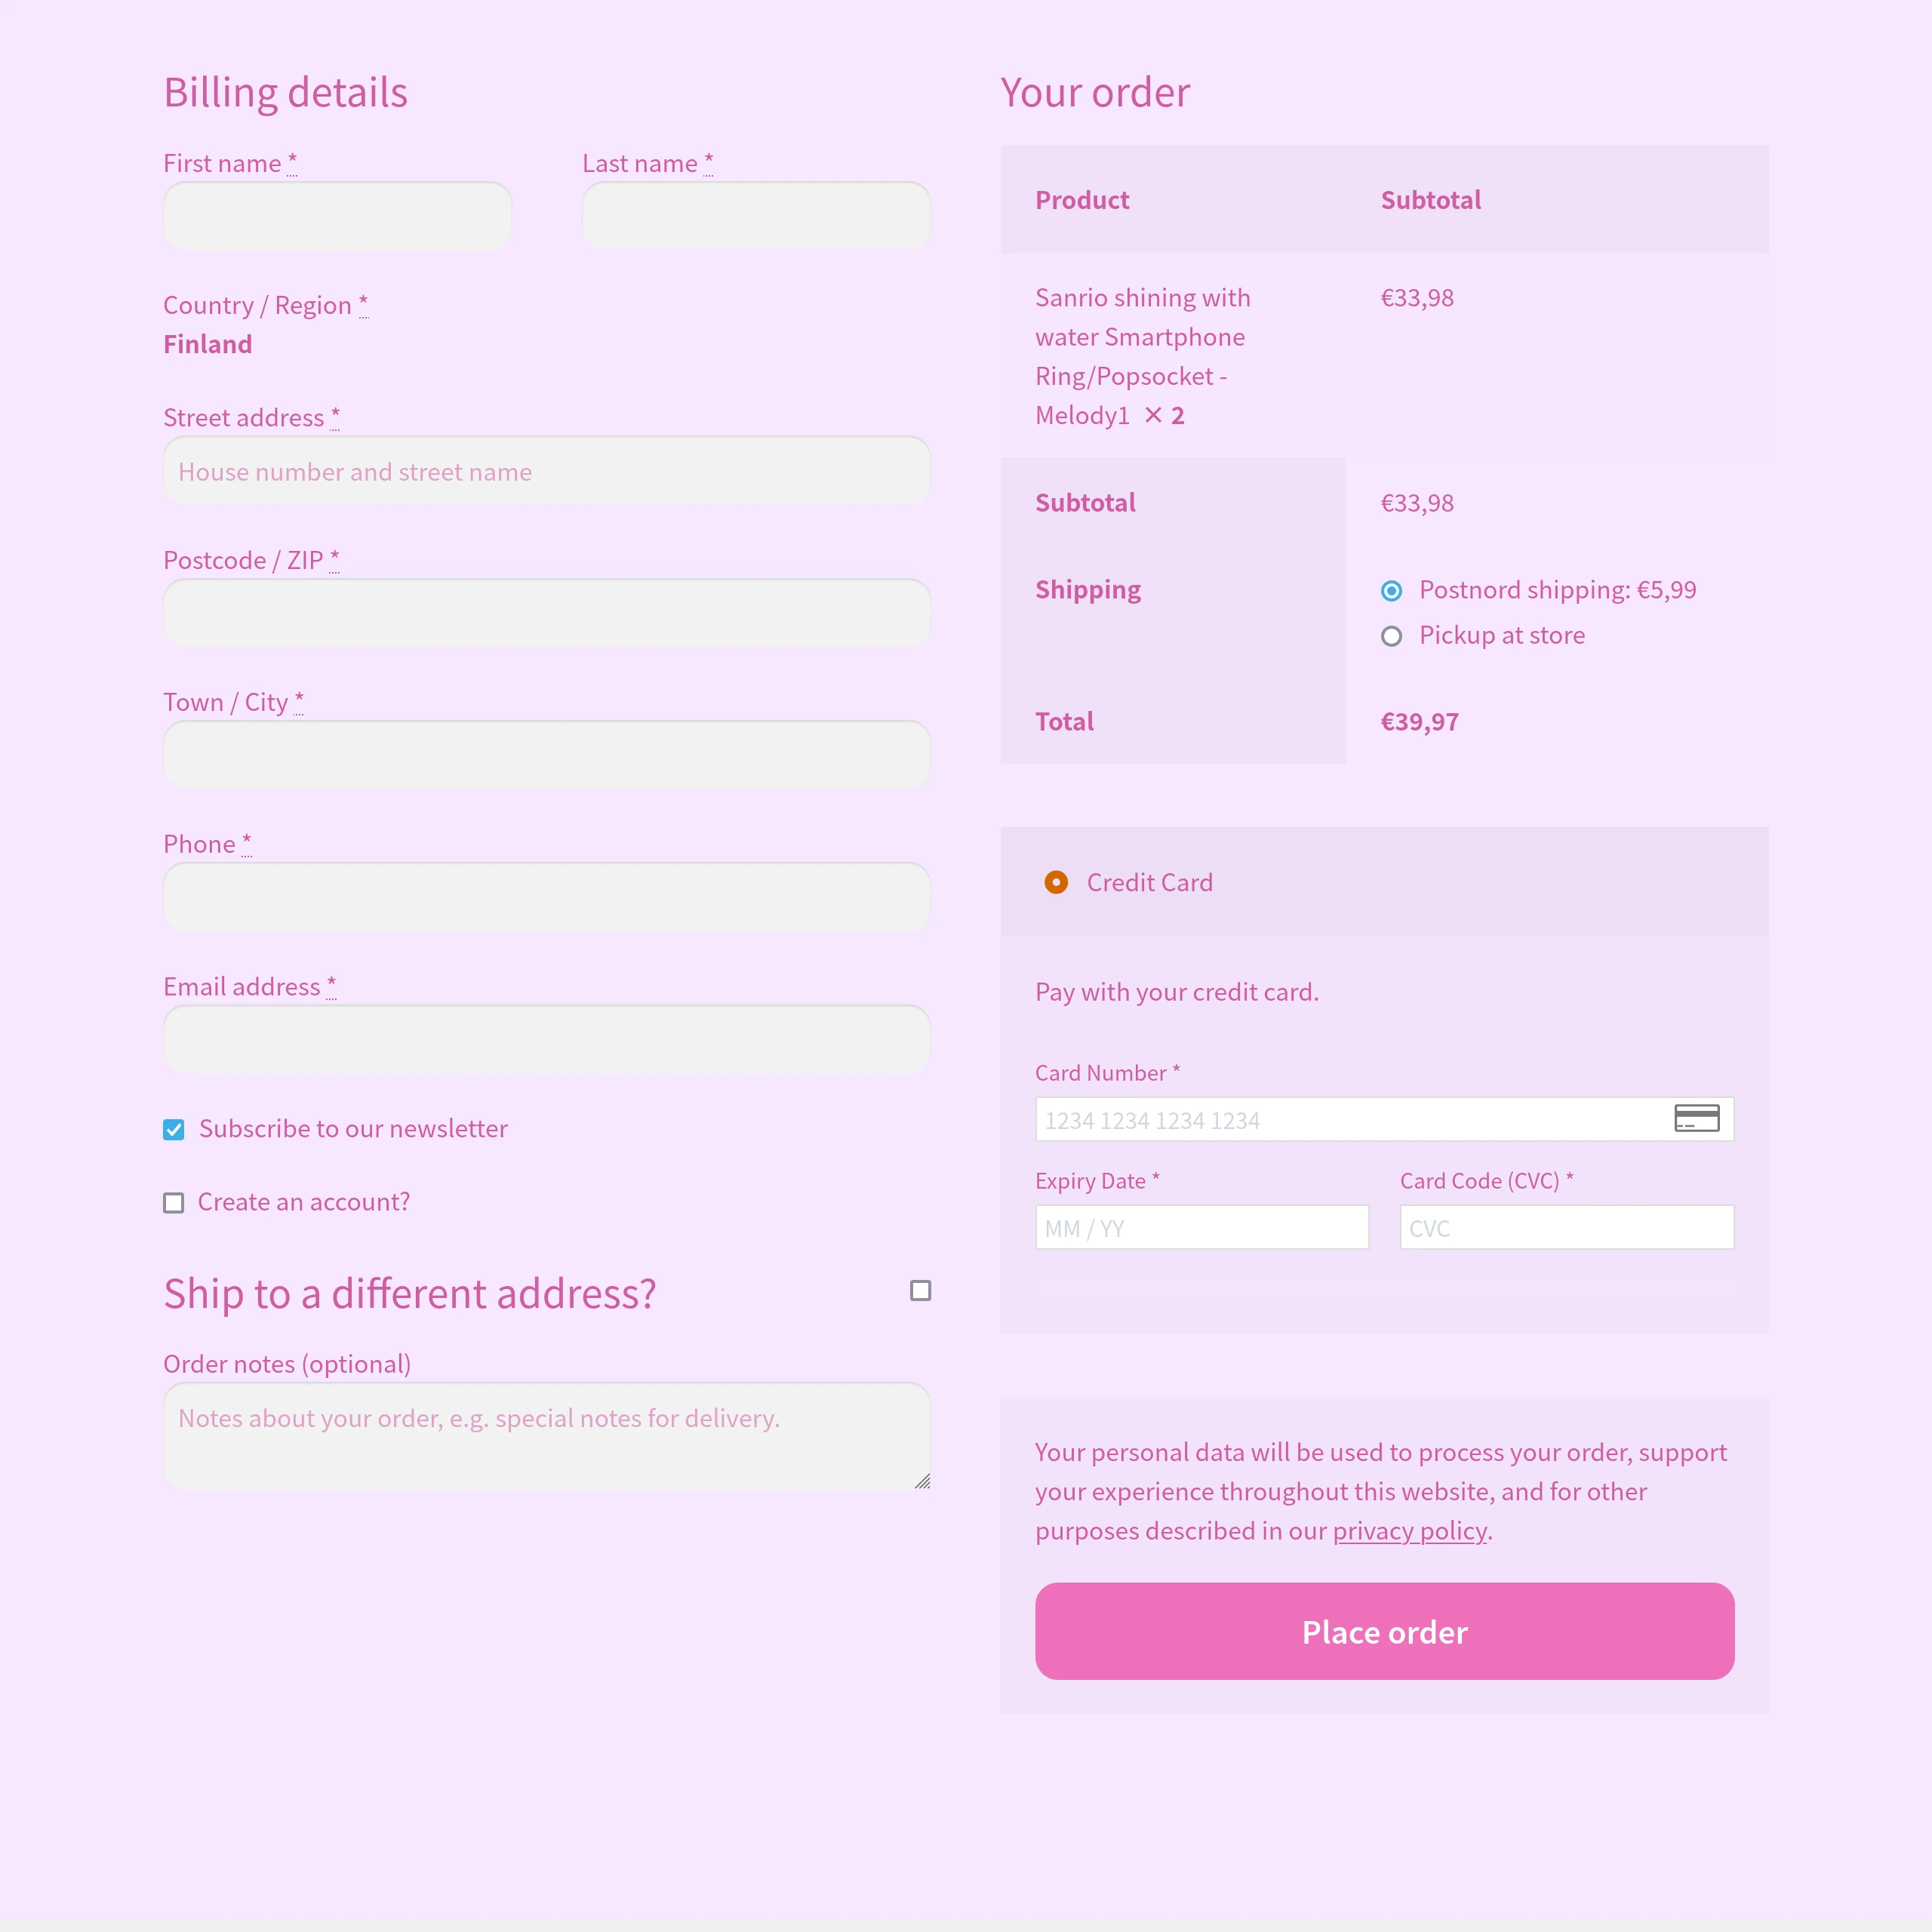 Billing details
First name *
Last name *
Country / Region *
Finland
Street address *
House number and street name
Postcode / ZIP *
Town / City *
Phone *
Email address *
Subscribe to our newsletter
Create an account?
Ship to a different address?
Order notes (optional)
Notes about your order, e.g. special notes for delivery.
Your order
Product
Subtotal
Sanrio shining with
water Smartphone
Ring/Popsocket -
Melody1 × 2
€33,98
Subtotal
€33,98
Shipping
Postnord shipping: €5,99
Pickup at store
Total
€39,97
Credit Card
Pay with your credit card.
Card Number *
1234 1234 1234 1234
Expiry Date *
MM / YY
Card Code (CVC) *
CVC
Your personal data will be used to process your order, support
your experience throughout this website, and for other
purposes described in our privacy policy.
Place order